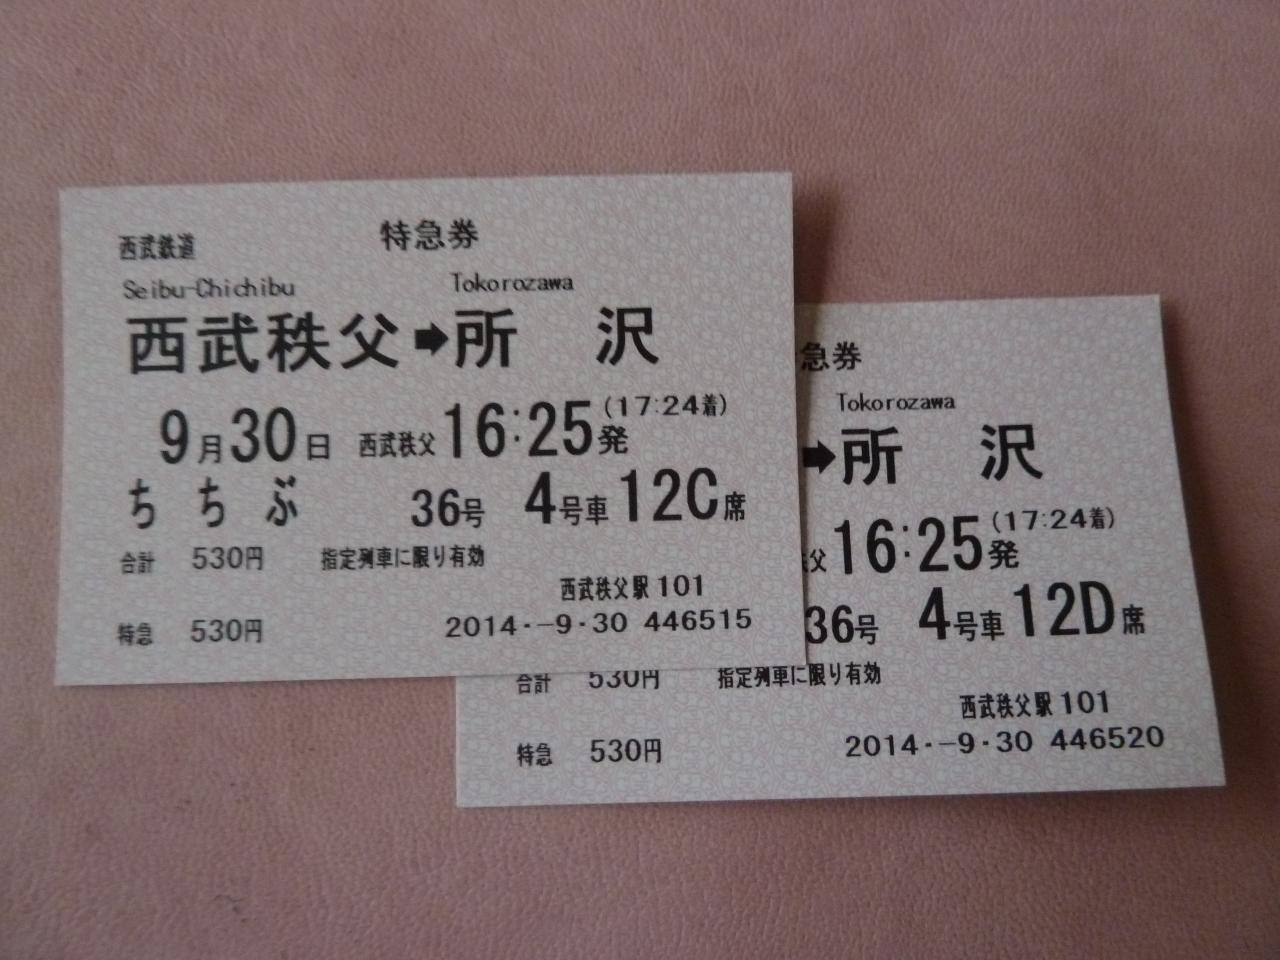 西武鉄道 特急券
Seibu-Chichibu Tokorozawa
西武秩父➡所沢
9月30日 西武秩父16:25発(17:24着)
ちちぶ 36号 4号車12C席
合計 530円 指定列車に限り有効
西武秩父駅101
特急 530円 2014.-9.30 446515
急券
Tokorozawa
➡所沢
父16:25発(17:24着)
36号 4号車12D席
合計 530円 指定列車に限り有効
西武秩父駅101
特急 530円 2014.-9.30 446520